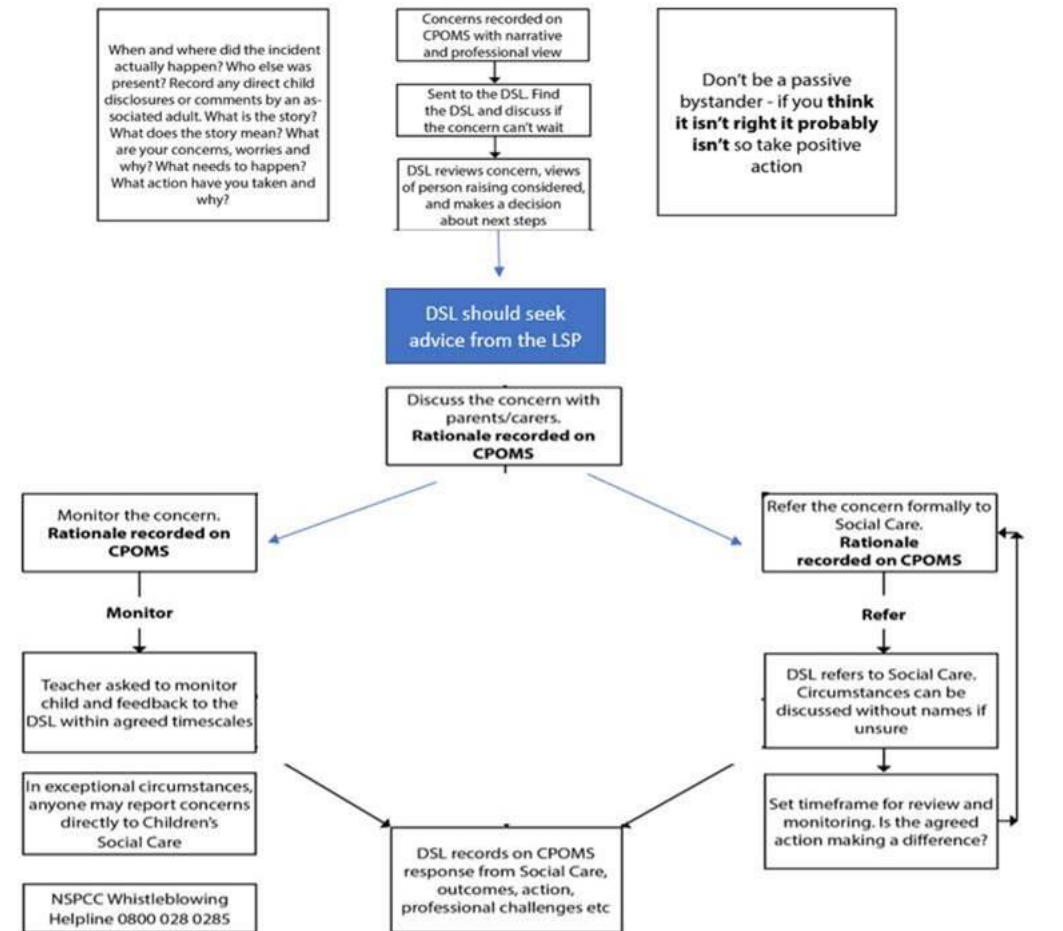 When and where did the incident
actually happen? Who else was
present? Record any direct child
disclosures or comments by an as-
sociated adult. What is the story?
What does the story mean? What
are your concerns, worries and
why? What needs to happen?
What action have you taken and
why?
Concerns recorded on
CPOMS with narrative
and professional view
Sent to the DSL. Find
the DSL and discuss if
the concern can't wait
DSL reviews concern, views
of person raising considered,
and makes a decision
about next steps
Don't be a passive
bystander - if you think
it isn't right it probably
isn't so take positive
action
DSL should seek
advice from the LSP
Discuss the concern with
parents/carers.
Rationale recorded on
CPOMS
Monitor the concern.
Rationale recorded on
CPOMS
Monitor
Teacher asked to monitor
child and feedback to the
DSL within agreed timescales
In exceptional circumstances,
anyone may report concerns
directly to Children's
Social Care
NSPCC Whistleblowing
Helpline 0800 028 0285
Refer the concern formally to
Social Care.
Rationale
recorded on CPOMS
Refer
DSL refers to Social Care.
Circumstances can be
discussed without names if
unsure
Set timeframe for review and
monitoring. Is the agreed
action making a difference?
DSL records on CPOMS
response from Social Care,
outcomes, action,
professional challenges etc